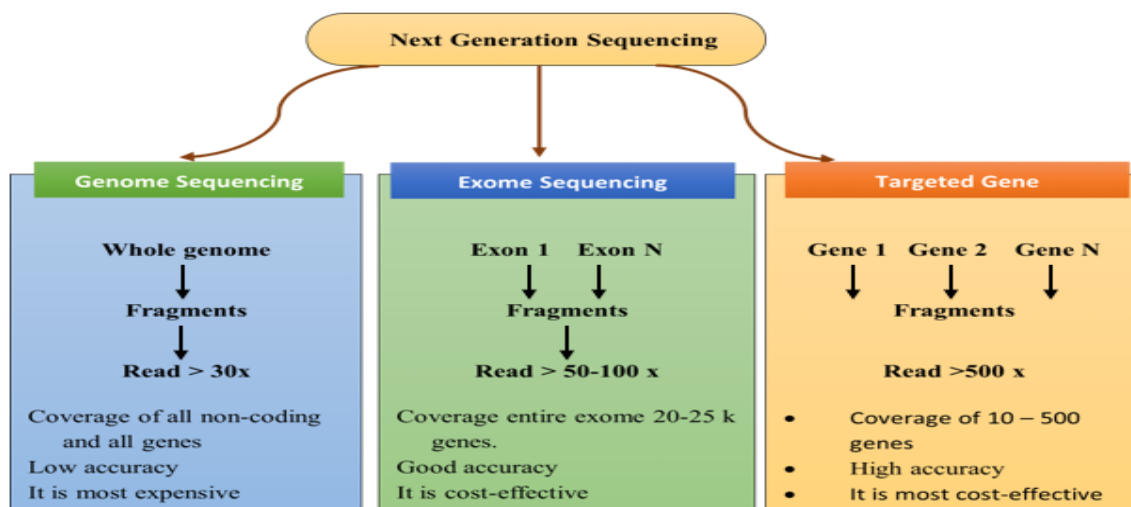 Next Generation Sequencing
Genome Sequencing
Whole genome
Fragments
Read > 30x
Coverage of all non-coding
and all genes
Low accuracy
It is most expensive
Exome Sequencing
Exon 1 Exon N
Fragments
Read > 50-100 x
Coverage entire exome 20-25 k
genes.
Good accuracy
It is cost-effective
Targeted Gene
Gene 1 Gene 2 Gene N
Fragments
Read >500 x
• Coverage of 10 – 500
genes
• High accuracy
• It is most cost-effective